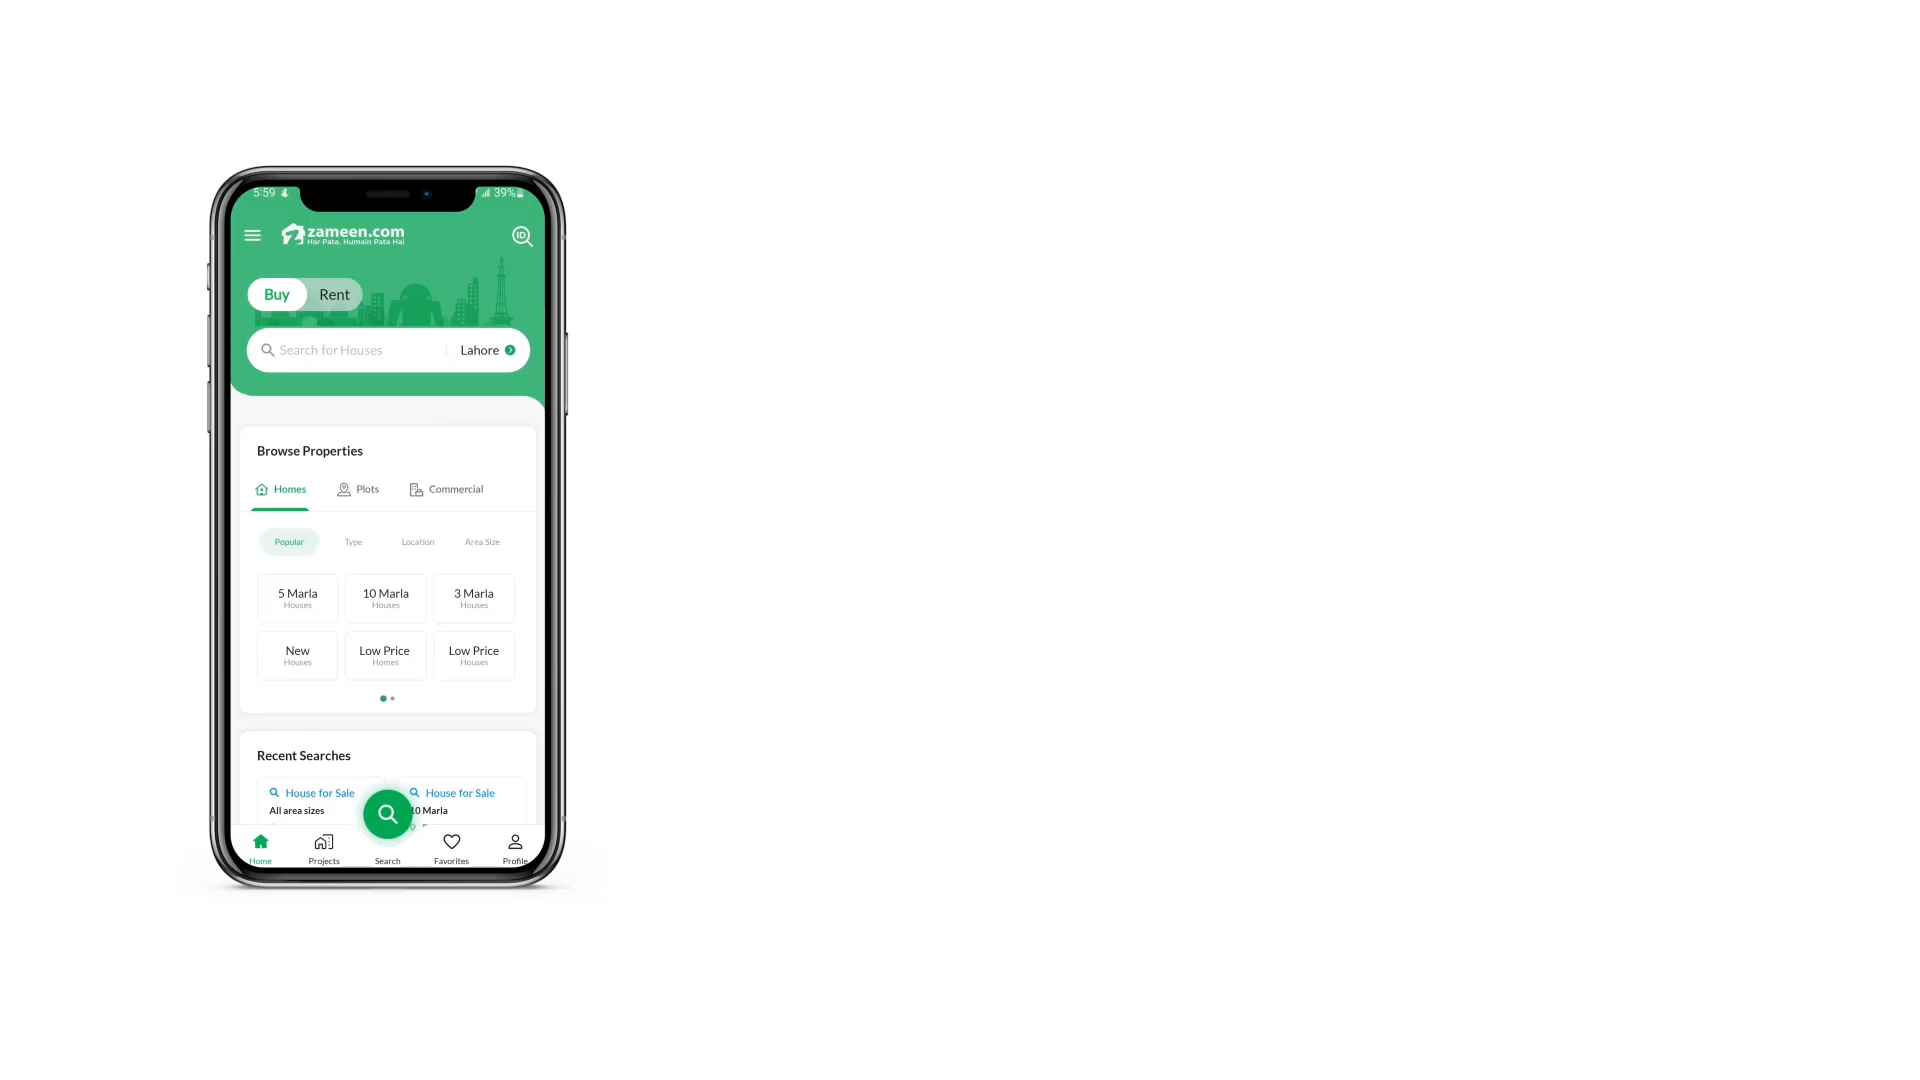 5:59
39%
zameen.com
Har Pata, Humain Pata Hai
ID
Buy Rent
Search for Houses Lahore
Browse Properties
Homes Plots Commercial
Popular Type Location Area Size
5 Marla 10 Marla 3 Marla
Houses Houses Houses
New Low Price Low Price
Houses Homes Houses
Recent Searches
House for Sale House for Sale
All area sizes 10 Marla
Home Projects Search Favorites Profile